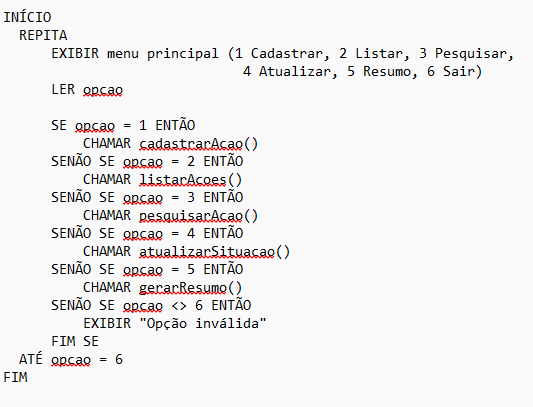 INÍCIO
REPITA
EXIBIR menu principal (1 Cadastrar, 2 Listar, 3 Pesquisar,
4 Atualizar, 5 Resumo, 6 Sair)
LER opcao
SE opcao = 1 ENTÃO
CHAMAR cadastrarAcao()
SENÃO SE opcao = 2 ENTÃO
CHAMAR listarAcoes()
SENÃO SE opcao = 3 ENTÃO
CHAMAR pesquisarAcao()
SENÃO SE opcao = 4 ENTÃO
CHAMAR atualizarSituacao()
SENÃO SE opcao = 5 ENTÃO
CHAMAR gerarResumo()
SENÃO SE opcao <> 6 ENTÃO
EXIBIR "Opção inválida"
FIM SE
ATÉ opcao = 6
FIM